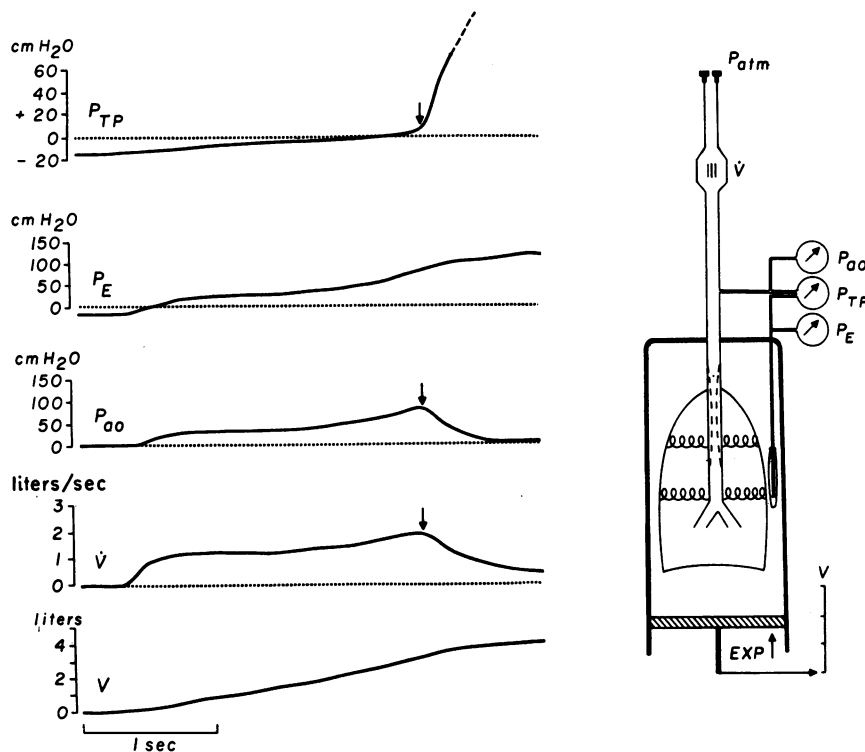 cm H2O
60
40
+ 20
0
- 20
PTP
cm H2O
150
100
50
0
PE
cm H2O
150
100
50
0
Pao
liters/sec
3
2
1
0
V̇
liters
4
2
0
V
1 sec
Patm
V̇
Pao
PTP
PE
V
EXP